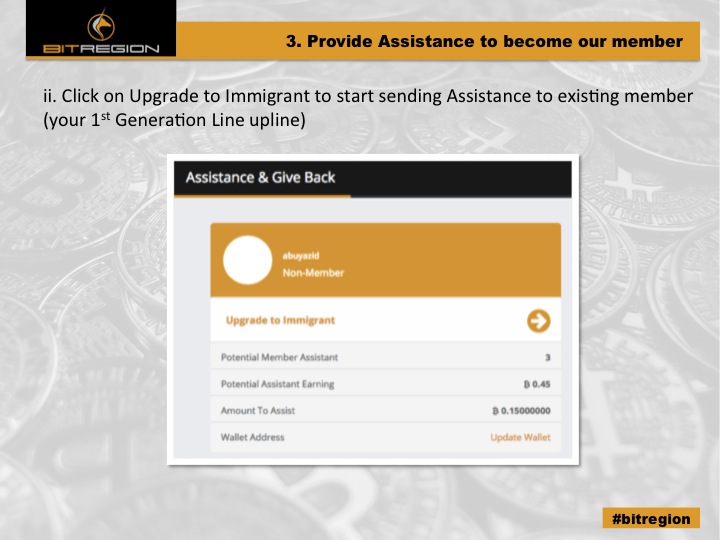 BITREGION
3. Provide Assistance to become our member
ii. Click on Upgrade to Immigrant to start sending Assistance to existing member
(your 1st Generation Line upline)
Assistance & Give Back
abuyazid
Non-Member
Upgrade to Immigrant
Potential Member Assistant 3
Potential Assistant Earning ฿ 0.45
Amount To Assist ฿ 0.15000000
Wallet Address Update Wallet
#bitregion